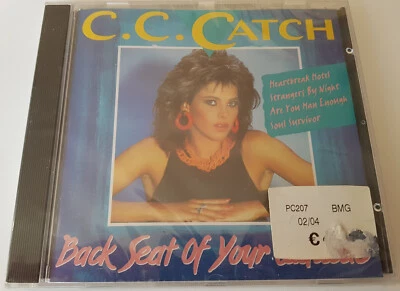 C.C. CATCH
Heartbreak Hotel
Strangers By Night
Are You Man Enough
Soul Survivor
PC207 BMG
02/04
€
Back Seat Of Your